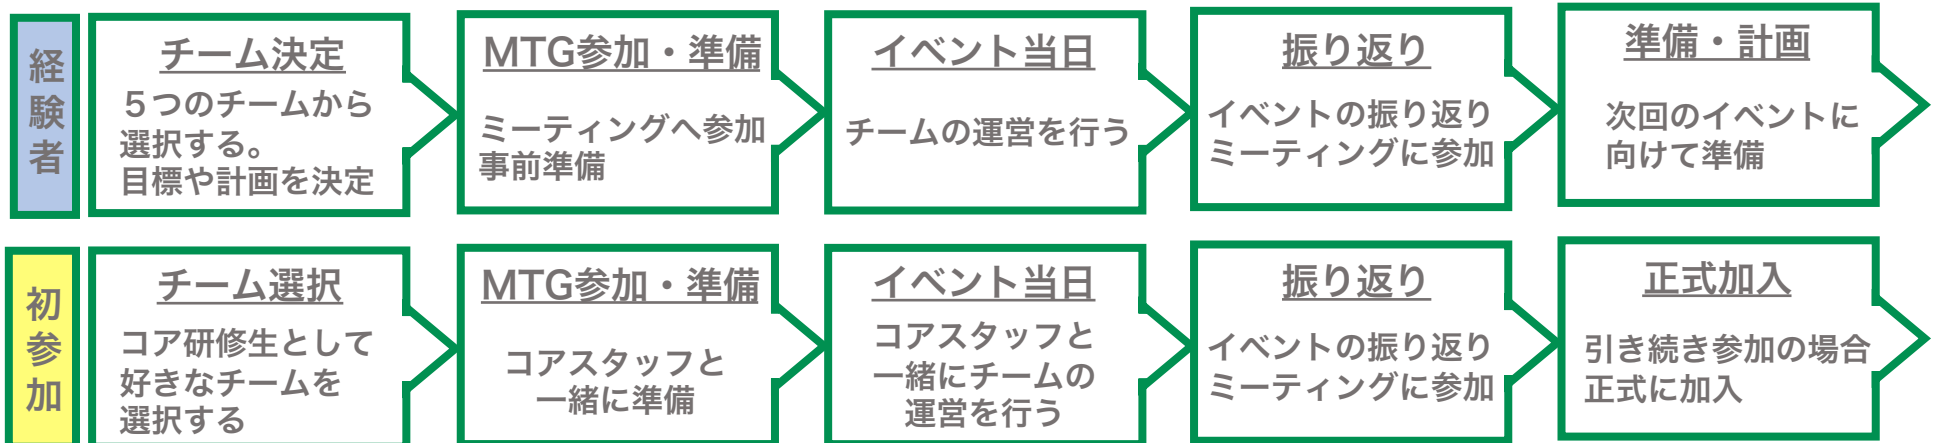 経験者
チーム決定
５つのチームから
選択する。
目標や計画を決定
MTG参加・準備
ミーティングへ参加
事前準備
イベント当日
チームの運営を行う
振り返り
イベントの振り返り
ミーティングに参加
準備・計画
次回のイベントに
向けて準備
初参加
チーム選択
コア研修生として
好きなチームを
選択する
MTG参加・準備
コアスタッフと
一緒に準備
イベント当日
コアスタッフと
一緒にチームの
運営を行う
振り返り
イベントの振り返り
ミーティングに参加
正式加入
引き続き参加の場合
正式に加入